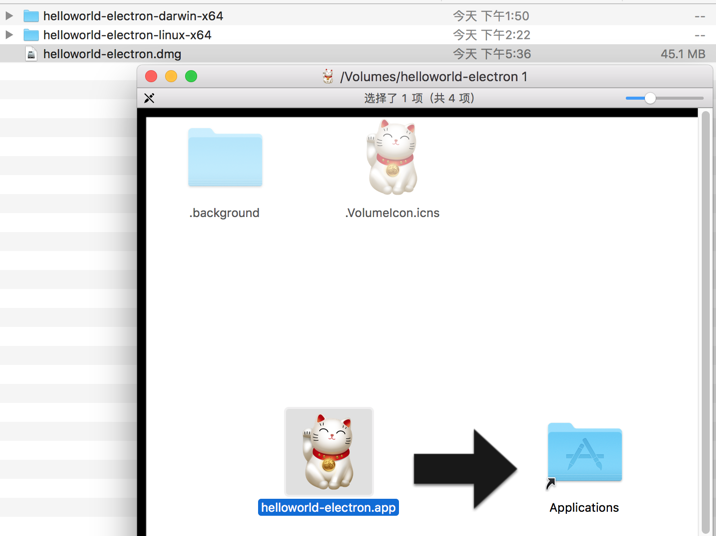 helloworld-electron-darwin-x64 今天 下午1:50 --
helloworld-electron-linux-x64 今天 下午2:22 --
helloworld-electron.dmg 今天 下午5:36 45.1 MB
/Volumes/helloworld-electron 1
选择了 1 项（共 4 项）
.background .VolumeIcon.icns
helloworld-electron.app Applications